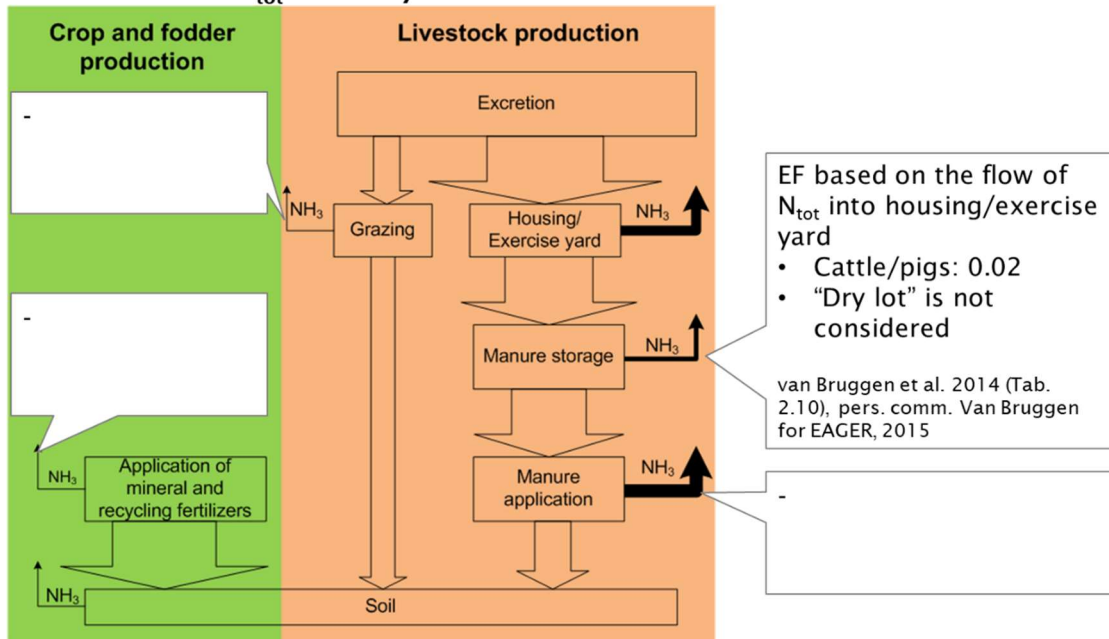 Crop and fodder
production
Livestock production
-
Excretion
NH₃
Grazing
Housing/
Exercise yard
NH₃
EF based on the flow of
Nₜₒₜ into housing/exercise
yard
• Cattle/pigs: 0.02
• “Dry lot” is not
considered
van Bruggen et al. 2014 (Tab.
2.10), pers. comm. Van Bruggen
for EAGER, 2015
-
Manure storage
NH₃
NH₃
Application of
mineral and
recycling fertilizers
Manure
application
NH₃
-
NH₃
Soil